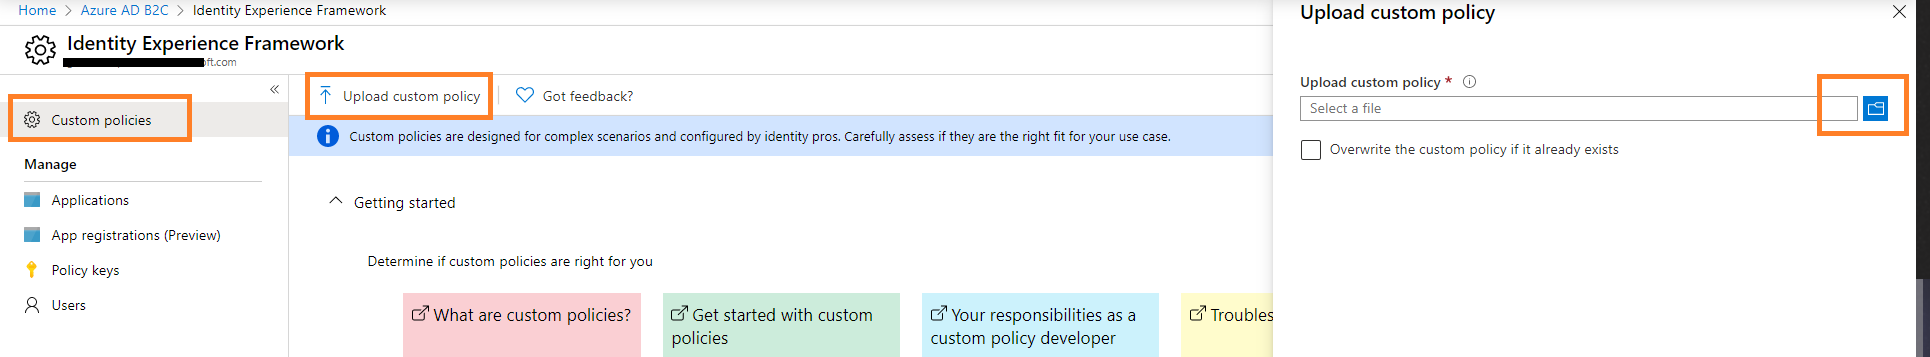 Home > Azure AD B2C > Identity Experience Framework
Identity Experience Framework
oft.com
«
Custom policies
Manage
Applications
App registrations (Preview)
Policy keys
Users
Upload custom policy
Got feedback?
Custom policies are designed for complex scenarios and configured by identity pros. Carefully assess if they are the right fit for your use case.
Getting started
Determine if custom policies are right for you
What are custom policies?
Get started with custom
policies
Your responsibilities as a
custom policy developer
Troubles
Upload custom policy
Upload custom policy *
Select a file
Overwrite the custom policy if it already exists